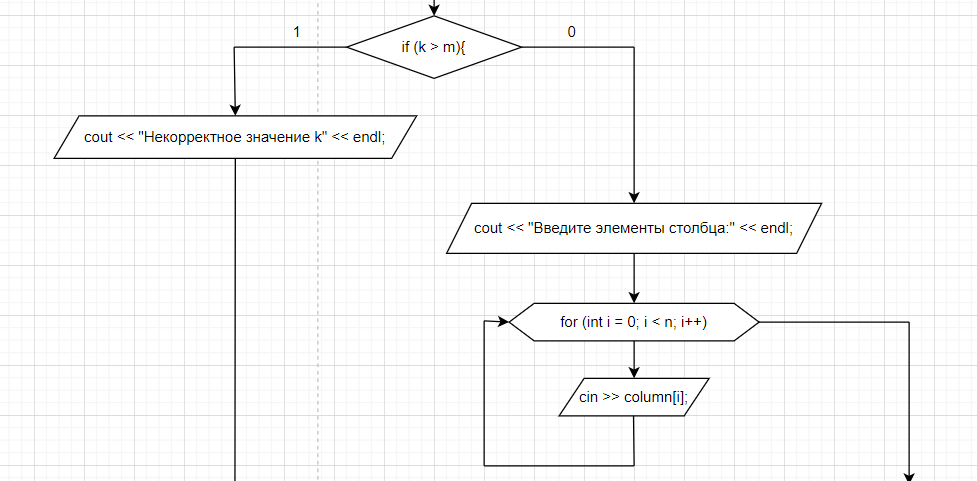 1
0
if (k > m){
cout << "Некорректное значение k" << endl;
cout << "Введите элементы столбца:" << endl;
for (int i = 0; i < n; i++)
cin >> column[i];